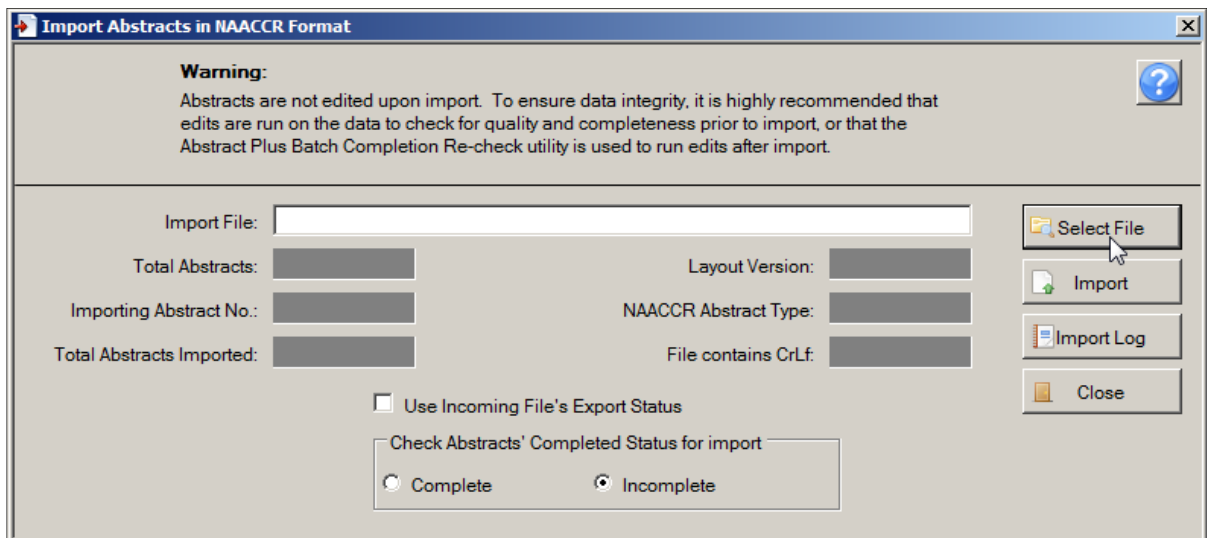 Import Abstracts in NAACCR Format
Warning:
Abstracts are not edited upon import.  To ensure data integrity, it is highly recommended that
edits are run on the data to check for quality and completeness prior to import, or that the
Abstract Plus Batch Completion Re-check utility is used to run edits after import.
Import File:
Select File
Total Abstracts:
Layout Version:
Import
Importing Abstract No.:
NAACCR Abstract Type:
Import Log
Total Abstracts Imported:
File contains CrLf:
Close
Use Incoming File's Export Status
Check Abstracts' Completed Status for import
Complete
Incomplete